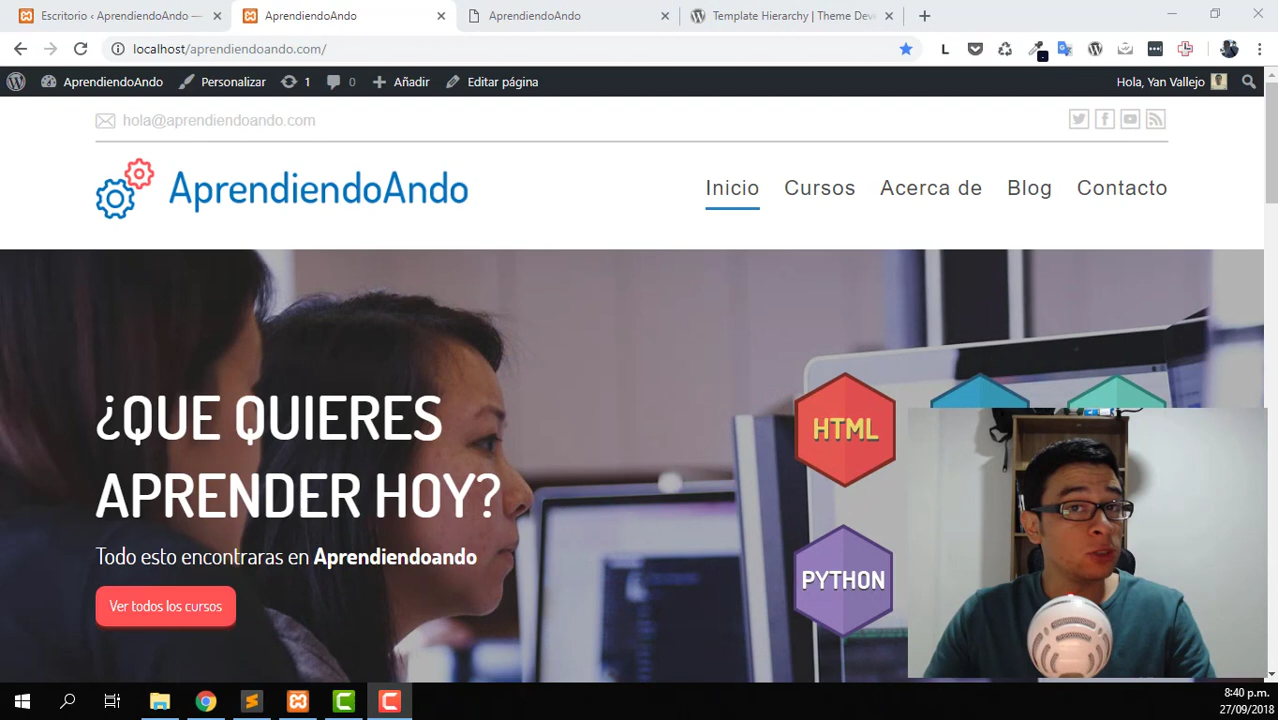 Escritorio ‹ AprendiendoAndo —
AprendiendoAndo
AprendiendoAndo
Template Hierarchy | Theme Dev
localhost/aprendiendoando.com/
L
AprendiendoAndo
Personalizar
1
0
Añadir
Editar página
Hola, Yan Vallejo
hola@aprendiendoando.com
AprendiendoAndo
Inicio
Cursos
Acerca de
Blog
Contacto
¿QUE QUIERES
APRENDER HOY?
Todo esto encontraras en Aprendiendoando
Ver todos los cursos
HTML
PYTHON
8:40 p.m.
27/09/2018